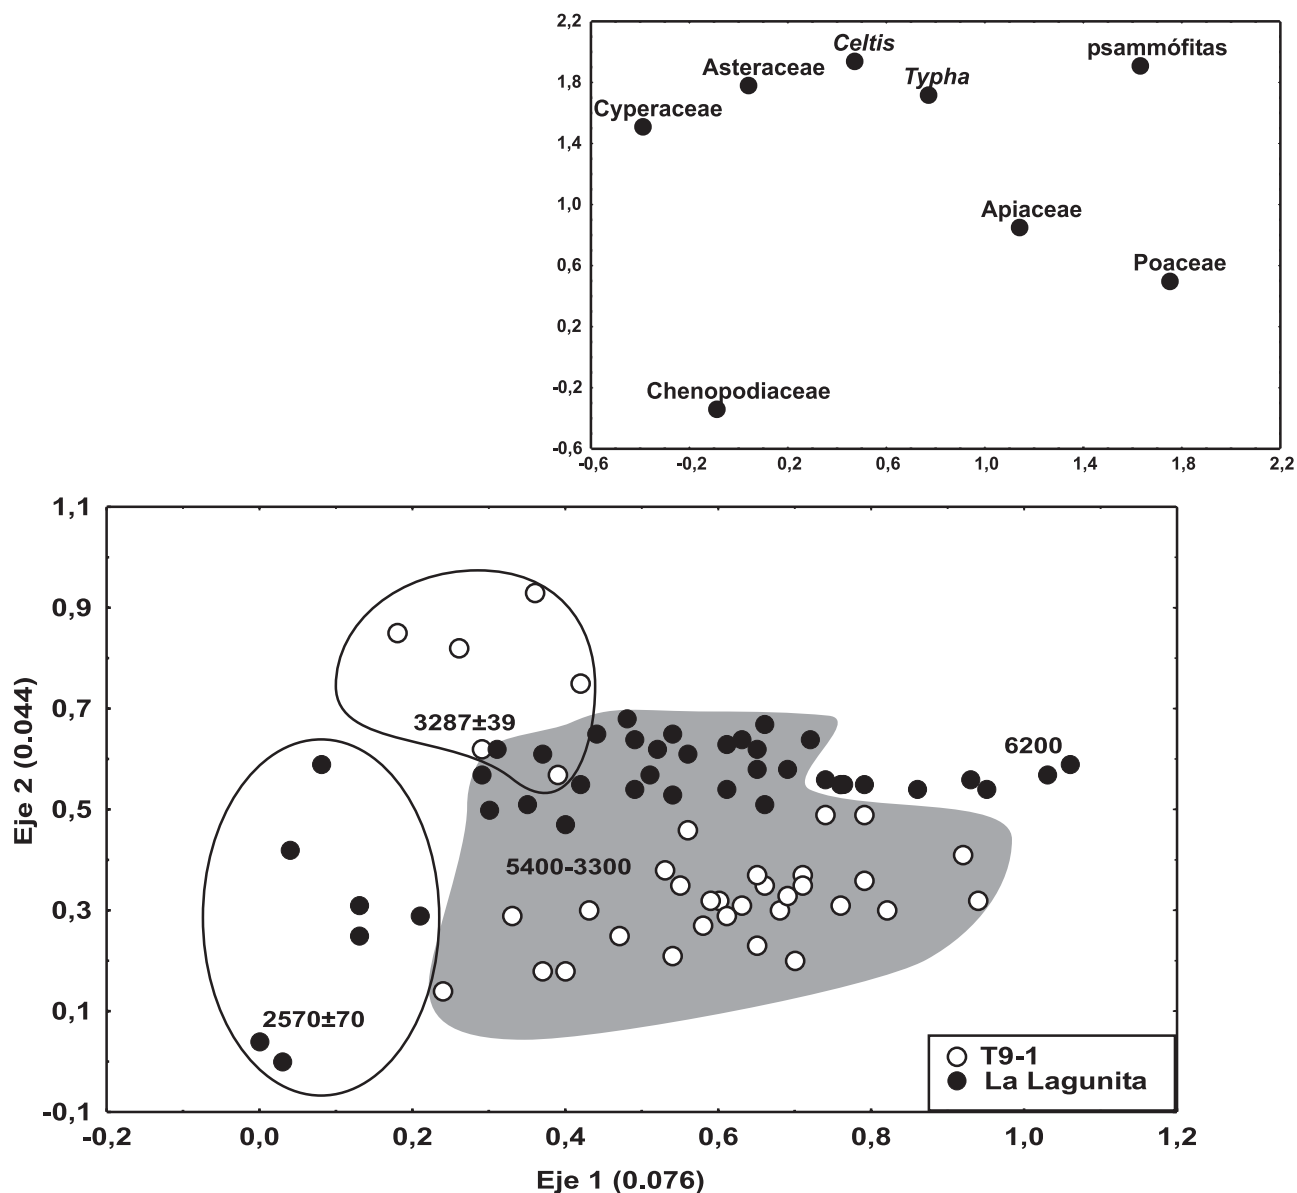 2,2
1,8
1,4
1,0
0,6
0,2
-0,2
-0,6
Celtis
psammófitas
Asteraceae
Typha
Cyperaceae
Apiaceae
Poaceae
Chenopodiaceae
-0,6 -0,2 0,2 0,6 1,0 1,4 1,8 2,2
1,1
0,9
0,7
0,5
0,3
0,1
-0,1
Eje 2 (0.044)
3287±39
6200
5400-3300
2570±70
T9-1
La Lagunita
-0,2 0,0 0,2 0,4 0,6 0,8 1,0 1,2
Eje 1 (0.076)